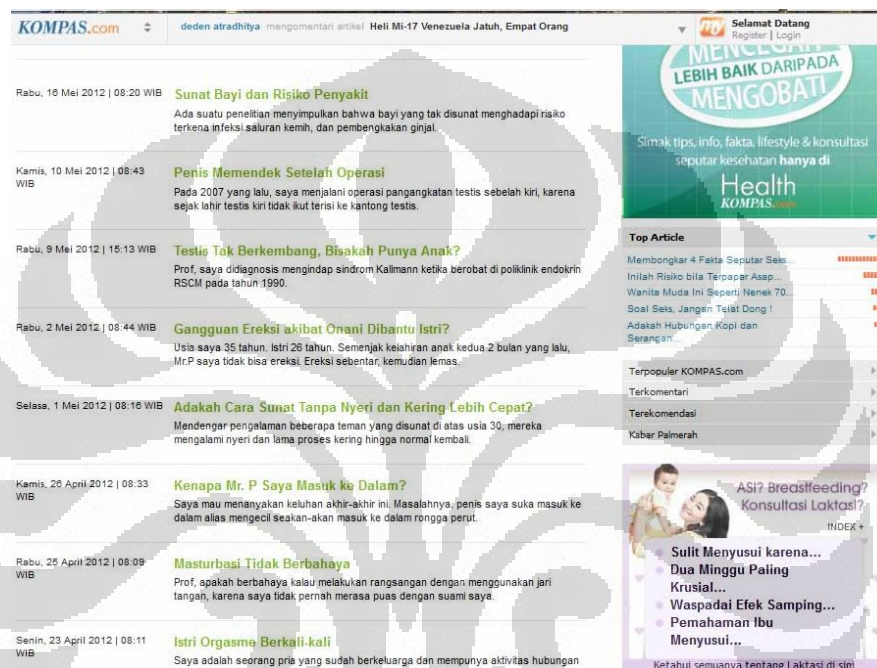 KOMPAS.com
deden atradhitya mengomentari artikel Heli Mi-17 Venezuela Jatuh, Empat Orang
my
Selamat Datang
Register | Login
Rabu, 16 Mei 2012 | 08:20 WIB
Sunat Bayi dan Risiko Penyakit
Ada suatu penelitian menyimpulkan bahwa bayi yang tak disunat menghadapi risiko
terkena infeksi saluran kemih, dan pembengkakan ginjal.
Kamis, 10 Mei 2012 | 08:43
WIB
Penis Memendek Setelah Operasi
Pada 2007 yang lalu, saya menjalani operasi pangangkatan testis sebelah kiri, karena
sejak lahir testis kiri tidak ikut terisi ke kantong testis.
Rabu, 9 Mei 2012 | 15:13 WIB
Testis Tak Berkembang, Bisakah Punya Anak?
Prof, saya didiagnosis mengindap sindrom Kallmann ketika berobat di poliklinik endokrin
RSCM pada tahun 1990.
Rabu, 2 Mei 2012 | 08:44 WIB
Gangguan Ereksi akibat Onani Dibantu Istri?
Usia saya 35 tahun. Istri 26 tahun. Semenjak kelahiran anak kedua 2 bulan yang lalu,
Mr.P saya tidak bisa ereksi. Ereksi sebentar, kemudian lemas.
Selasa, 1 Mei 2012 | 08:16 WIB
Adakah Cara Sunat Tanpa Nyeri dan Kering Lebih Cepat?
Mendengar pengalaman beberapa teman yang disunat di atas usia 30, mereka
mengalami nyeri dan lama proses kering hingga normal kembali.
Kamis, 26 April 2012 | 08:33
WIB
Kenapa Mr. P Saya Masuk ke Dalam?
Saya mau menanyakan keluhan akhir-akhir ini. Masalahnya, penis saya suka masuk ke
dalam alias mengecil seakan-akan masuk ke dalam rongga perut.
Rabu, 25 April 2012 | 08:09
WIB
Masturbasi Tidak Berbahaya
Prof, apakah berbahaya kalau melakukan rangsangan dengan menggunakan jari
tangan, karena saya tidak pernah merasa puas dengan suami saya.
Senin, 23 April 2012 | 08:11
WIB
Istri Orgasme Berkali-kali
Saya adalah seorang pria yang sudah berkeluarga dan mempunya aktivitas hubungan
MENCEGAH
LEBIH BAIK DARIPADA
MENGOBATI
Simak tips, info, fakta, lifestyle & konsultasi
seputar kesehatan hanya di
Health
KOMPAS.com
Top Article
Membongkar 4 Fakta Seputar Seks...
Inilah Risiko bila Terpapar Asap...
Wanita Muda Ini Seperti Nenek 70...
Soal Seks, Jangan Telat Dong !
Adakah Hubungan Kopi dan
Serangan...
Terpopuler KOMPAS.com
Terkomentari
Terekomendasi
Kabar Palmerah
ASI? Breastfeeding?
Konsultasi Laktasi?
INDEX +
Sulit Menyusui karena...
Dua Minggu Paling
Krusial...
Waspadai Efek Samping...
Pemahaman Ibu
Menyusui...
Ketahui semuanya tentang Laktasi di sini